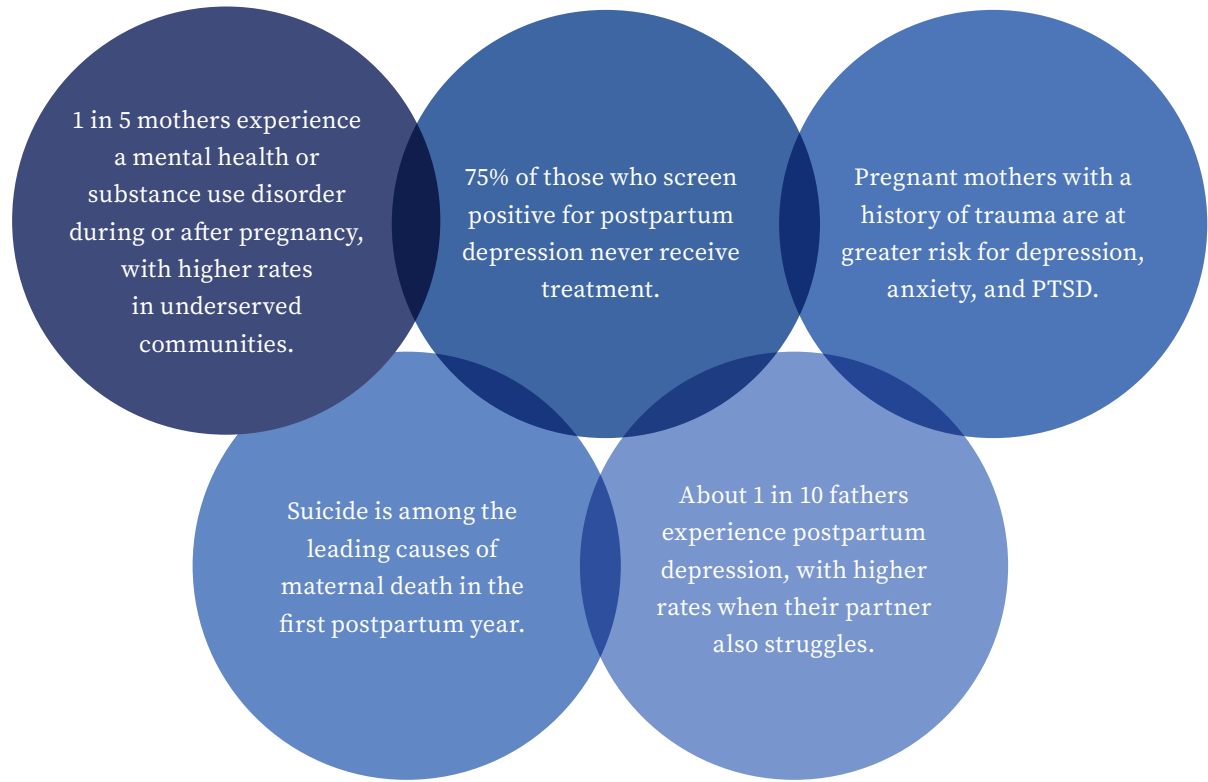 1 in 5 mothers experience
a mental health or
substance use disorder
during or after pregnancy,
with higher rates
in underserved
communities.
75% of those who screen
positive for postpartum
depression never receive
treatment.
Pregnant mothers with a
history of trauma are at
greater risk for depression,
anxiety, and PTSD.
Suicide is among the
leading causes of
maternal death in the
first postpartum year.
About 1 in 10 fathers
experience postpartum
depression, with higher
rates when their partner
also struggles.